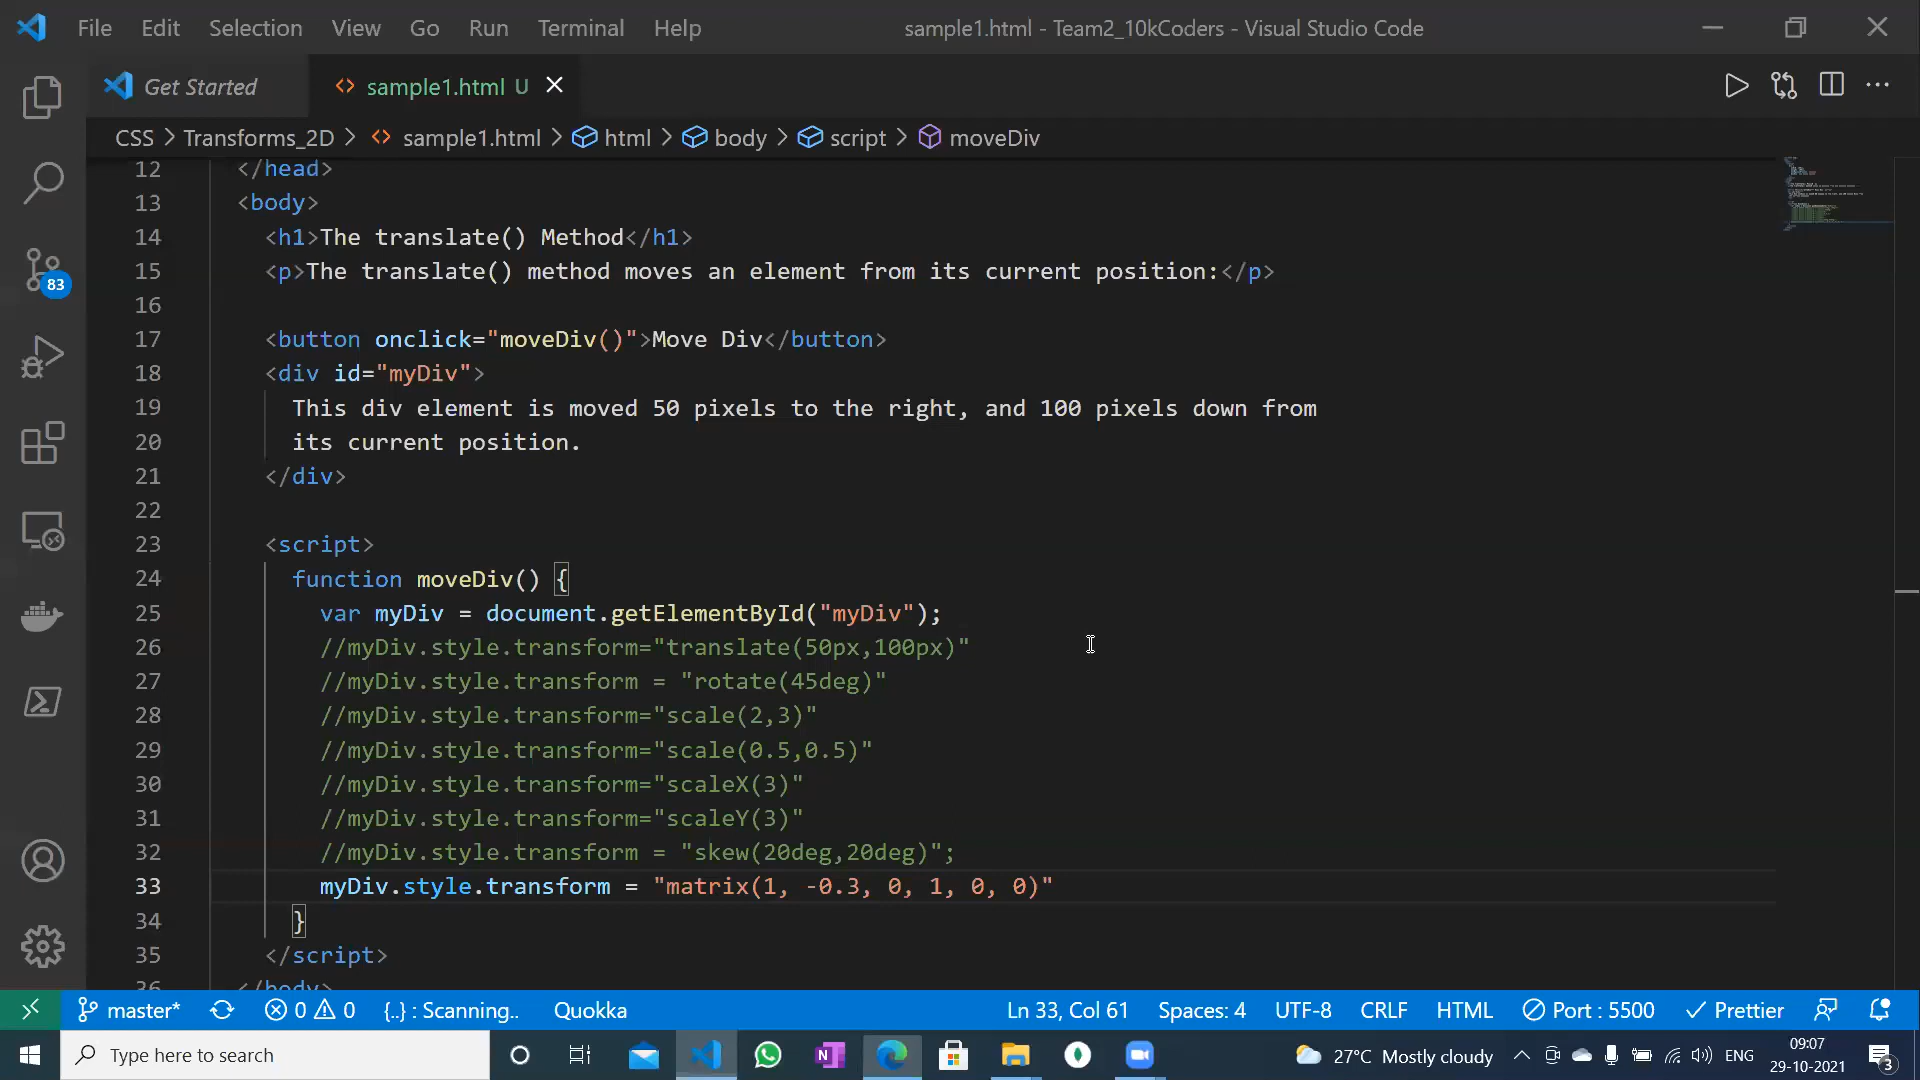 File Edit Selection View Go Run Terminal Help sample1.html - Team2_10kCoders - Visual Studio Code
Get Started sample1.html U
CSS > Transforms_2D > sample1.html > html > body > script > moveDiv
12 </head>
13 <body>
14 <h1>The translate() Method</h1>
15 <p>The translate() method moves an element from its current position:</p>
16
17 <button onclick="moveDiv()">Move Div</button>
18 <div id="myDiv">
19 This div element is moved 50 pixels to the right, and 100 pixels down from
20 its current position.
21 </div>
22
23 <script>
24 function moveDiv() {
25 var myDiv = document.getElementById("myDiv");
26 //myDiv.style.transform="translate(50px,100px)"
27 //myDiv.style.transform = "rotate(45deg)"
28 //myDiv.style.transform="scale(2,3)"
29 //myDiv.style.transform="scale(0.5,0.5)"
30 //myDiv.style.transform="scaleX(3)"
31 //myDiv.style.transform="scaleY(3)"
32 //myDiv.style.transform = "skew(20deg,20deg)";
33 myDiv.style.transform = "matrix(1, -0.3, 0, 1, 0, 0)"
34 }
35 </script>
36 </body>
83
master* 0 0 {..} : Scanning.. Quokka Ln 33, Col 61 Spaces: 4 UTF-8 CRLF HTML Port : 5500 Prettier
Type here to search 27°C Mostly cloudy ENG 09:07
29-10-2021
3